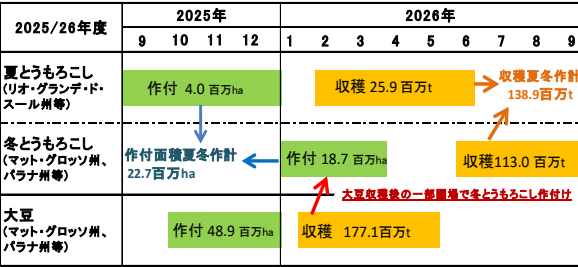 2025/26年度
2025年
2026年
9 10 11 12 1 2 3 4 5 6 7 8 9
夏とうもろこし
(リオ・グランデ・ド・
スール州等)
作付 4.0 百万ha
収穫 25.9 百万t
収穫夏冬作計
138.9百万t
冬とうもろこし
(マット・グロッソ州、
パラナ州等)
作付面積夏冬作計
22.7百万ha
作付 18.7 百万ha
収穫113.0 百万t
大豆収穫後の一部圃場で冬とうもろこし作付け
大豆
(マット・グロッソ州、
パラナ州等)
作付 48.9 百万ha
収穫 177.1百万t